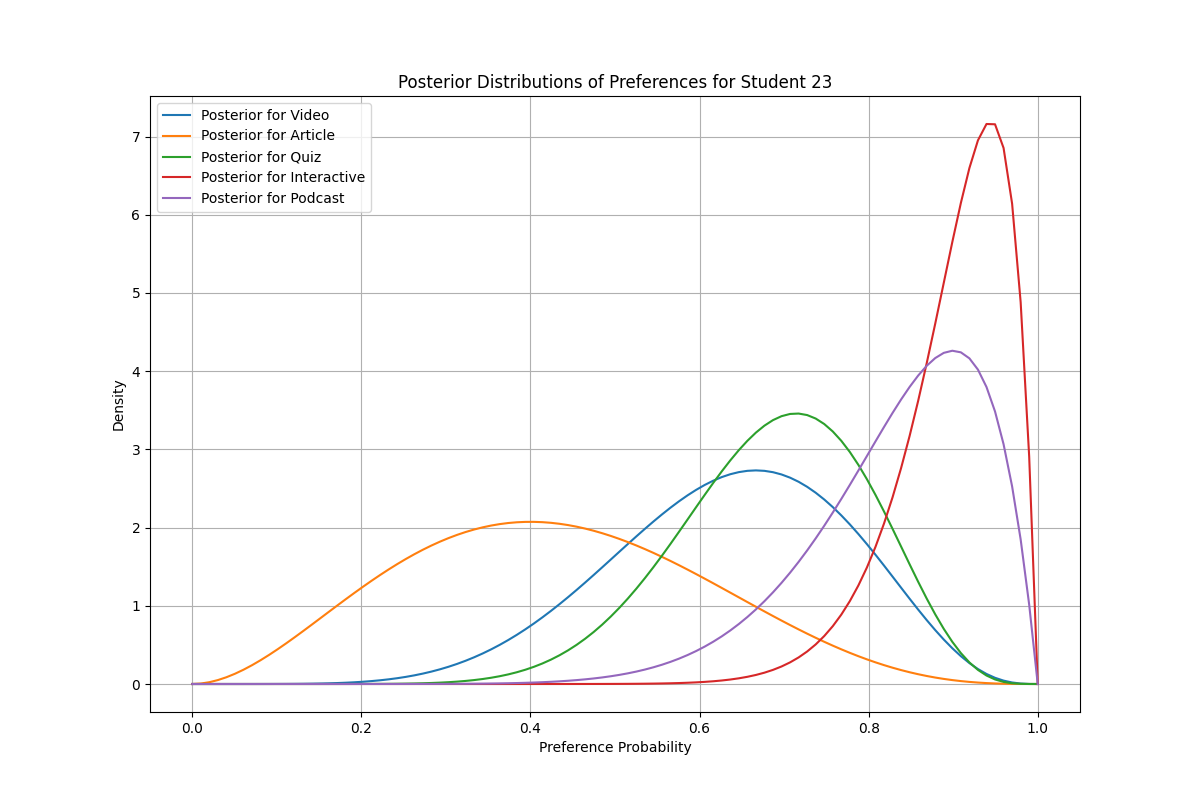 Posterior Distributions of Preferences for Student 23
Posterior for Video
Posterior for Article
Posterior for Quiz
Posterior for Interactive
Posterior for Podcast
7
6
5
4
3
2
1
0
Density
0.0 0.2 0.4 0.6 0.8 1.0
Preference Probability